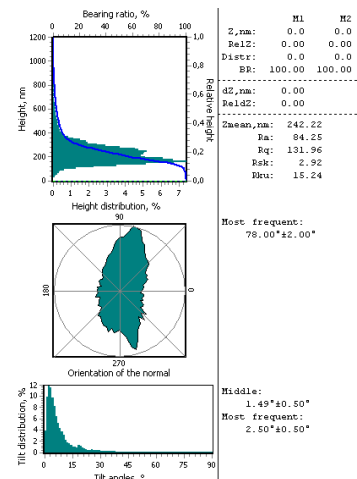 Bearing ratio, %
0 20 40 60 80 100
1200 1,0
1000 0,8
800 0,6
600 0,4
400 0,2
200
0 0,0
Height, nm
Relative height
0 1 2 3 4 5 6 7
Height distribution, %
90
180
0
270
Orientation of the normal
12
10
8
6
4
2
0
Tilt distribution, %
0 15 30 45 60 75 90
Tilt angles, °
M1 M2
Z,nm: 0.0 0.0
RelZ: 0.00 0.00
Distr: 0.0 0.0
BR: 100.00 100.00
dZ,nm: 0.00
ReldZ: 0.00
Zmean,nm: 242.22
Ra: 84.25
Rq: 131.96
Rsk: 2.92
Rku: 15.24
Most frequent:
78.00°±2.00°
Middle:
1.49°±0.50°
Most frequent:
2.50°±0.50°